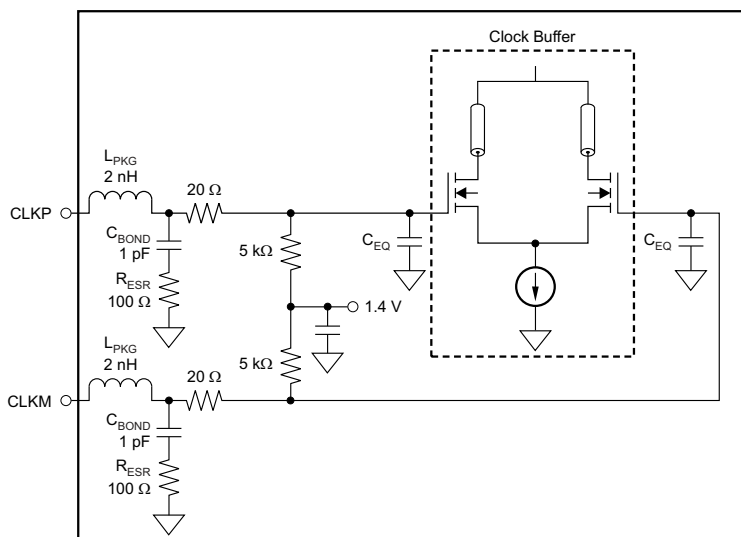 Clock Buffer
L_PKG
2 nH
20 Ω
CLKP
C_BOND
1 pF
5 kΩ
C_EQ
C_EQ
R_ESR
100 Ω
1.4 V
L_PKG
2 nH
5 kΩ
20 Ω
CLKM
C_BOND
1 pF
R_ESR
100 Ω